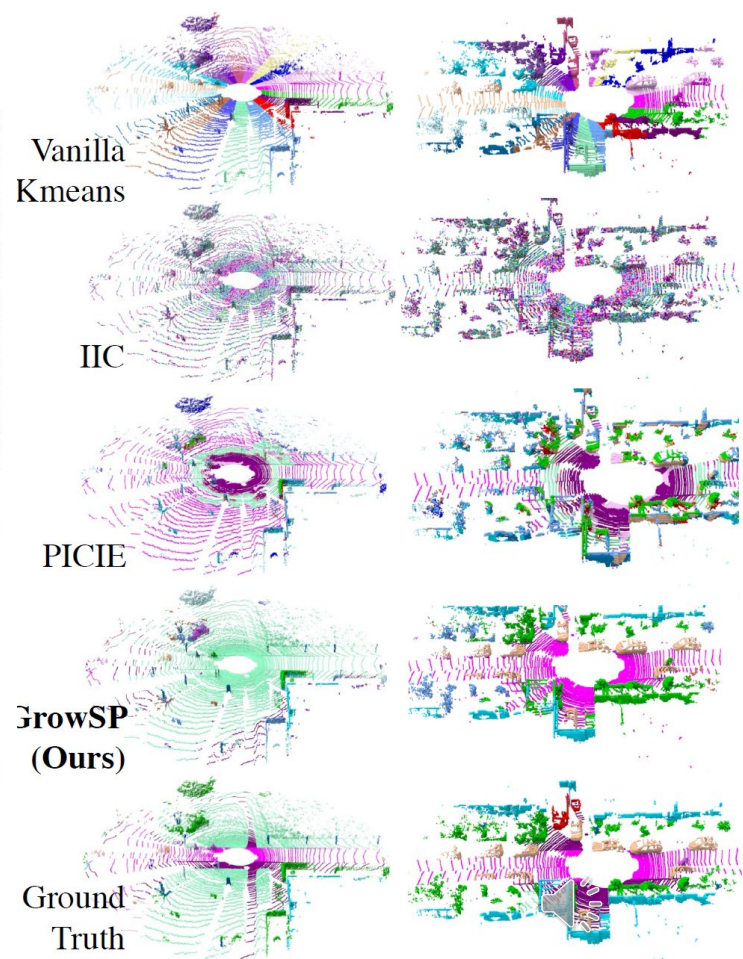 Vanilla
Kmeans
IIC
PICIE
GrowSP
(Ours)
Ground
Truth